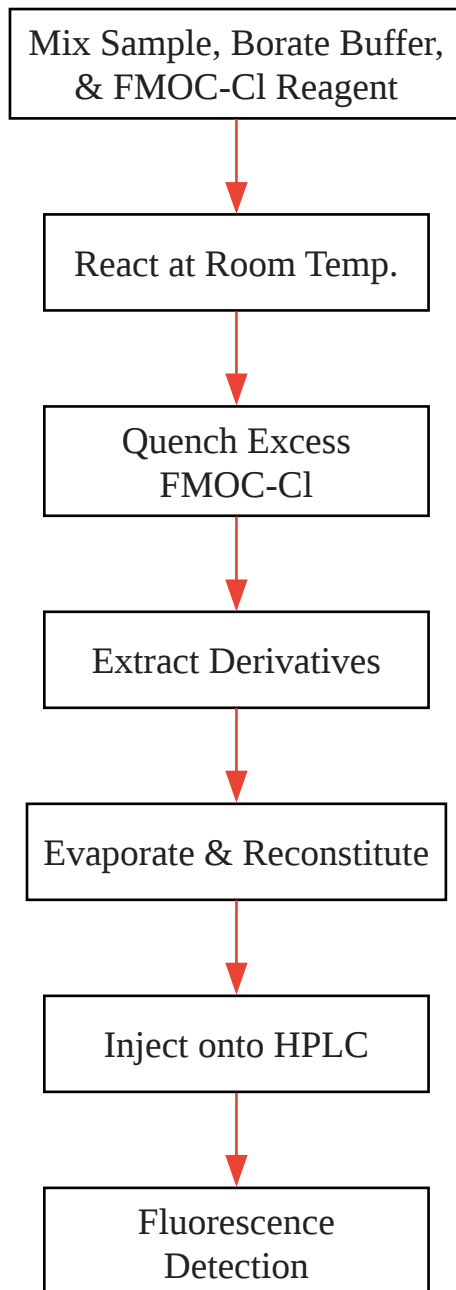 Mix Sample, Borate Buffer,
& FMOC-Cl Reagent
React at Room Temp.
Quench Excess
FMOC-Cl
Extract Derivatives
Evaporate & Reconstitute
Inject onto HPLC
Fluorescence
Detection